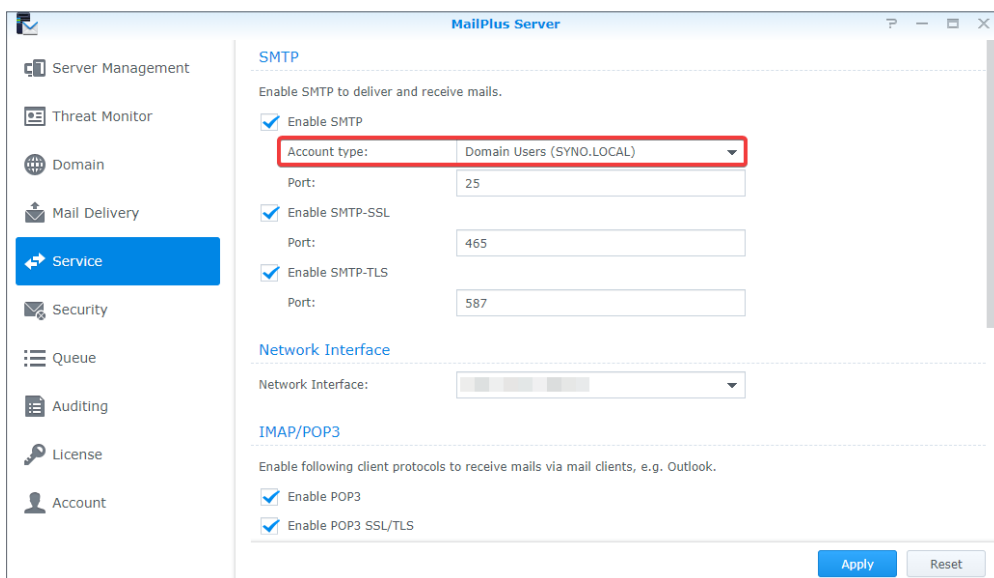 MailPlus Server
?
Server Management
Threat Monitor
Domain
Mail Delivery
Service
Security
Queue
Auditing
License
Account
SMTP
Enable SMTP to deliver and receive mails.
Enable SMTP
Account type: Domain Users (SYNO.LOCAL)
Port: 25
Enable SMTP-SSL
Port: 465
Enable SMTP-TLS
Port: 587
Network Interface
Network Interface:
IMAP/POP3
Enable following client protocols to receive mails via mail clients, e.g. Outlook.
Enable POP3
Enable POP3 SSL/TLS
Apply Reset